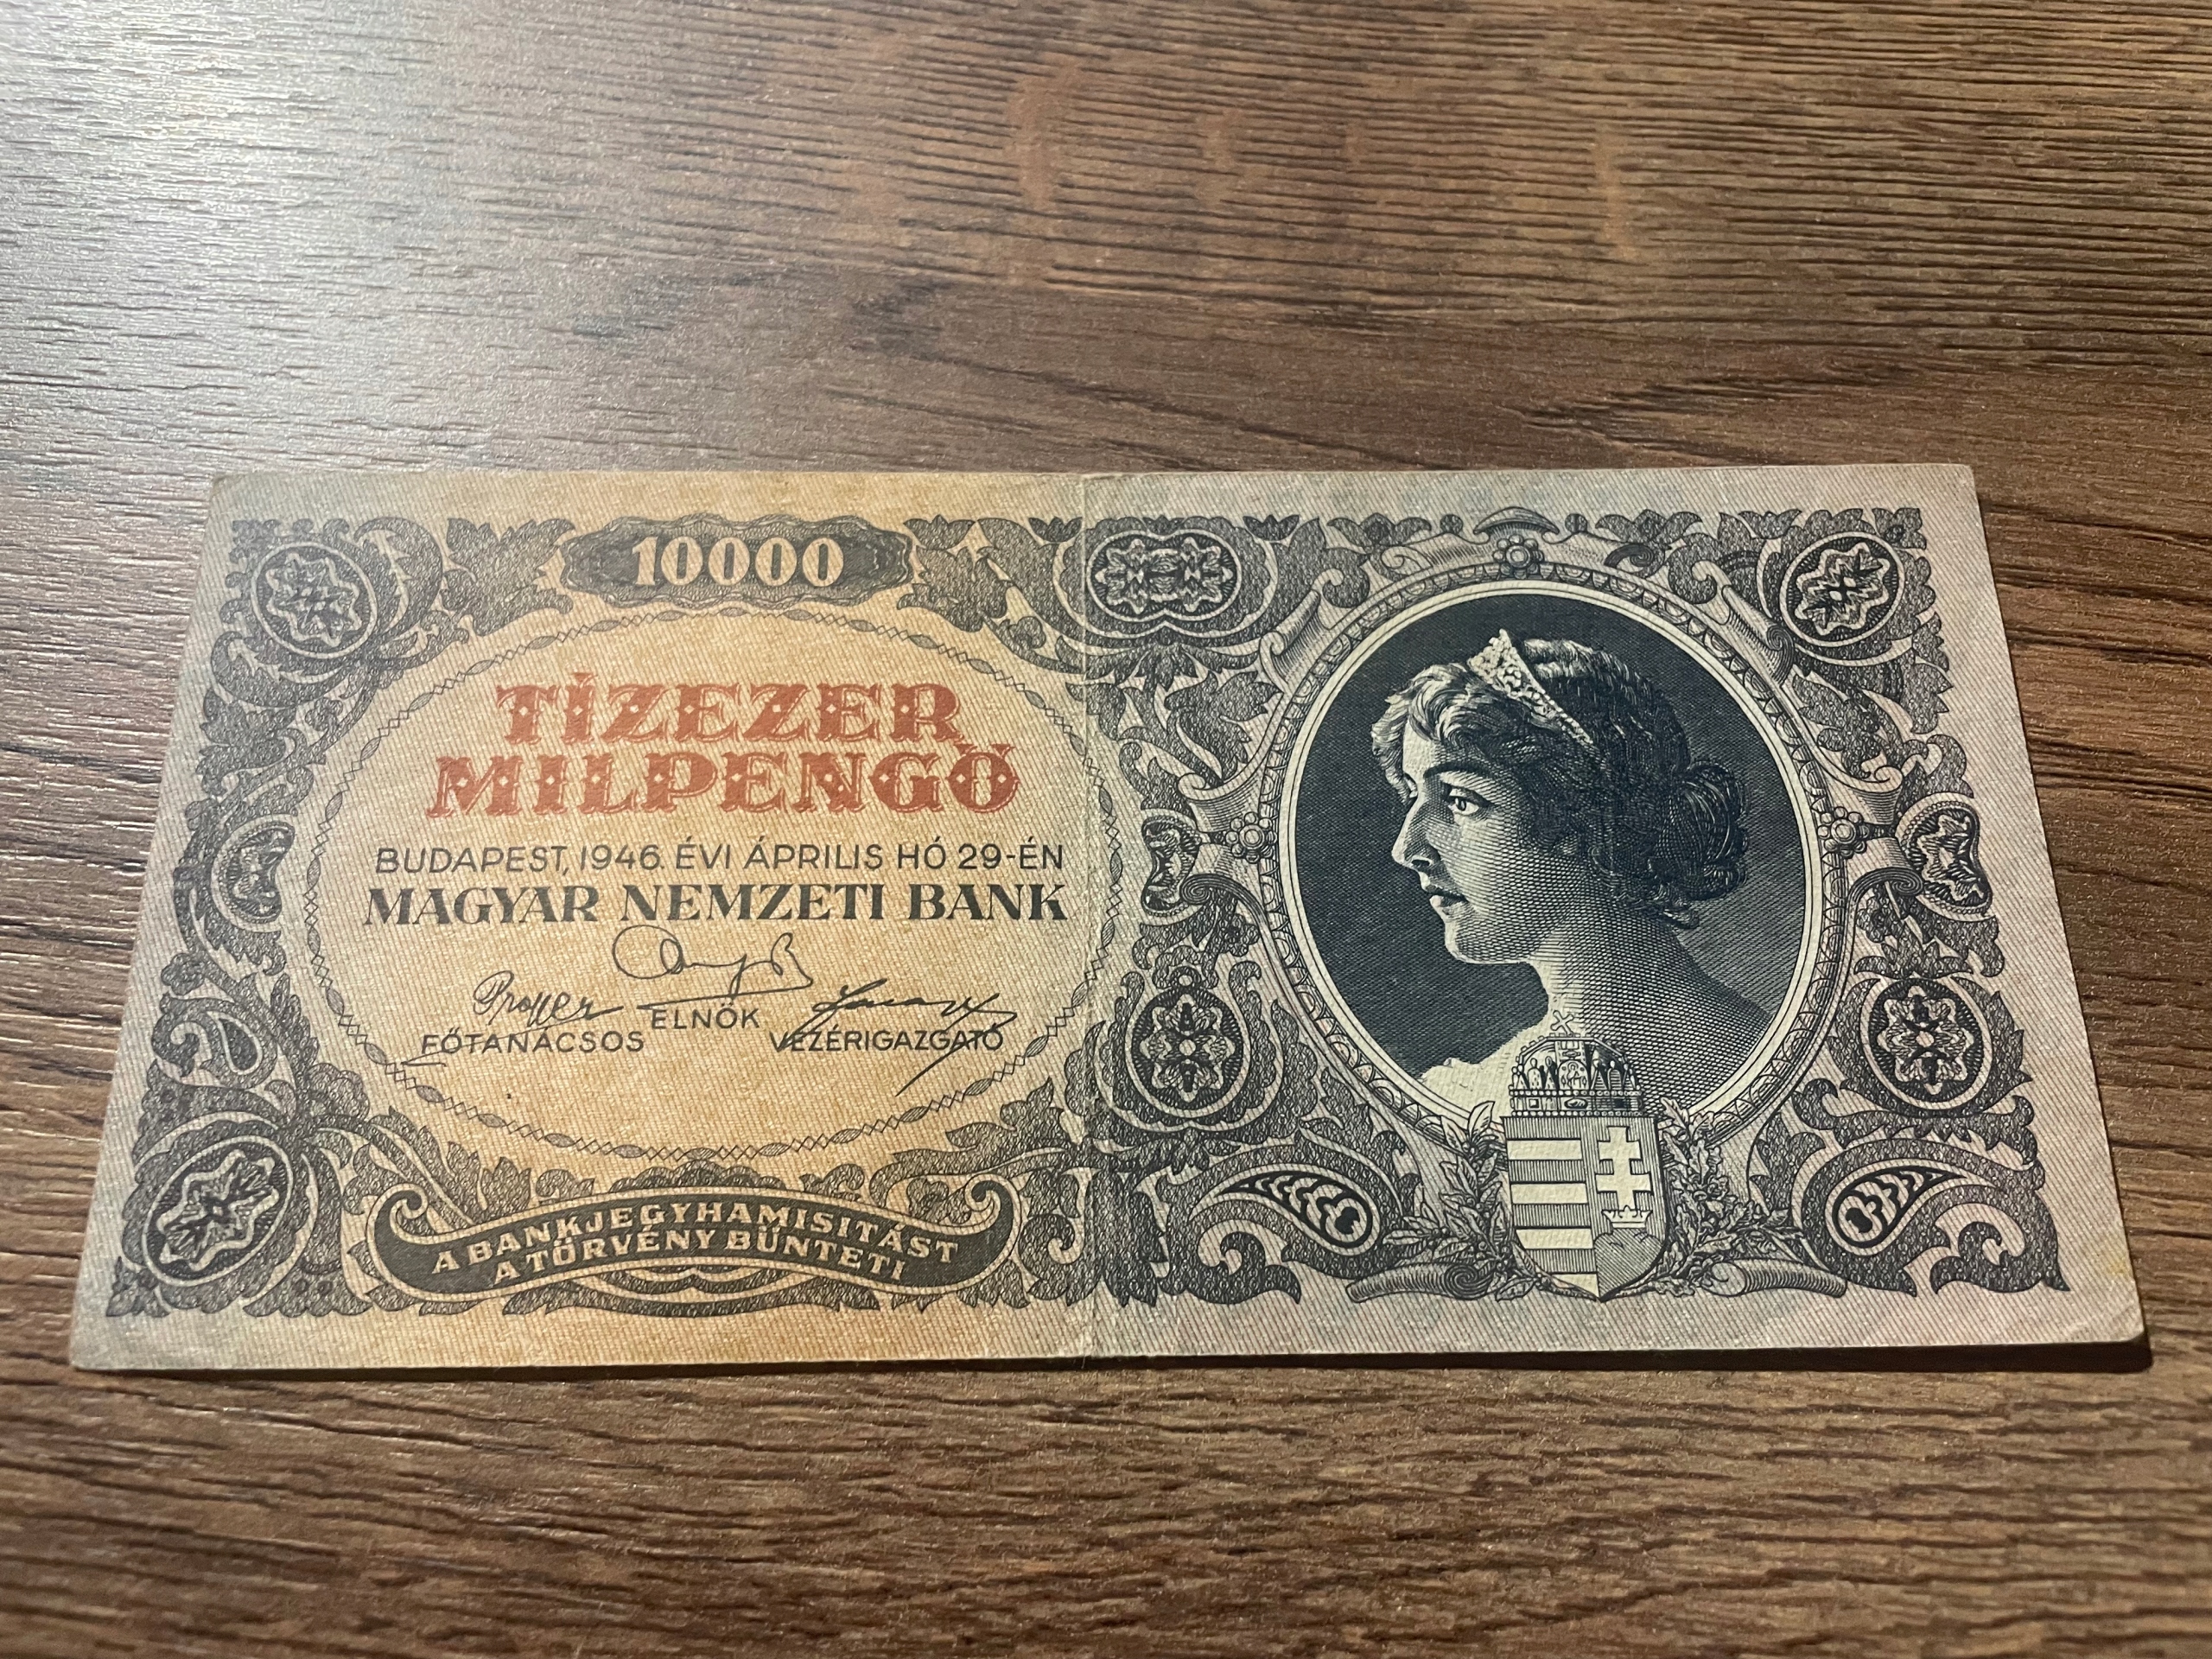 10000
TÍZEZER
MILPENGŐ
BUDAPEST, 1946. ÉVI ÁPRILIS HÓ 29-ÉN
MAGYAR NEMZETI BANK
FŐTANÁCSOS ELNÖK VEZÉRIGAZGATÓ
A BANKJEGYHAMISITÁST
A TÖRVÉNY BÜNTETI